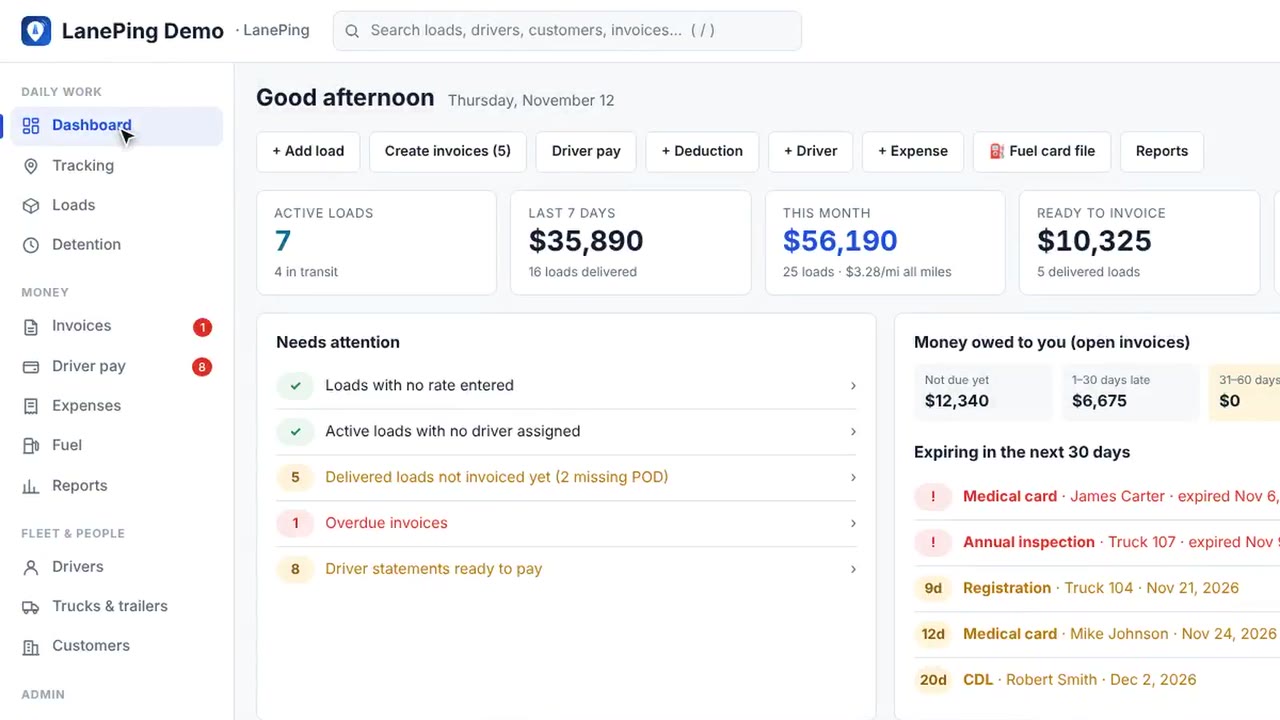 LanePing Demo · LanePing
Search loads, drivers, customers, invoices... ( / )
DAILY WORK
Dashboard
Tracking
Loads
Detention
MONEY
Invoices 1
Driver pay 8
Expenses
Fuel
Reports
FLEET & PEOPLE
Drivers
Trucks & trailers
Customers
ADMIN
Good afternoon Thursday, November 12
+ Add load
Create invoices (5)
Driver pay
+ Deduction
+ Driver
+ Expense
Fuel card file
Reports
ACTIVE LOADS
7
4 in transit
LAST 7 DAYS
$35,890
16 loads delivered
THIS MONTH
$56,190
25 loads · $3.28/mi all miles
READY TO INVOICE
$10,325
5 delivered loads
Needs attention
Loads with no rate entered
Active loads with no driver assigned
5 Delivered loads not invoiced yet (2 missing POD)
1 Overdue invoices
8 Driver statements ready to pay
Money owed to you (open invoices)
Not due yet
$12,340
1–30 days late
$6,675
31–60 days
$0
Expiring in the next 30 days
! Medical card · James Carter · expired Nov 6,
! Annual inspection · Truck 107 · expired Nov
9d Registration · Truck 104 · Nov 21, 2026
12d Medical card · Mike Johnson · Nov 24, 2026
20d CDL · Robert Smith · Dec 2, 2026